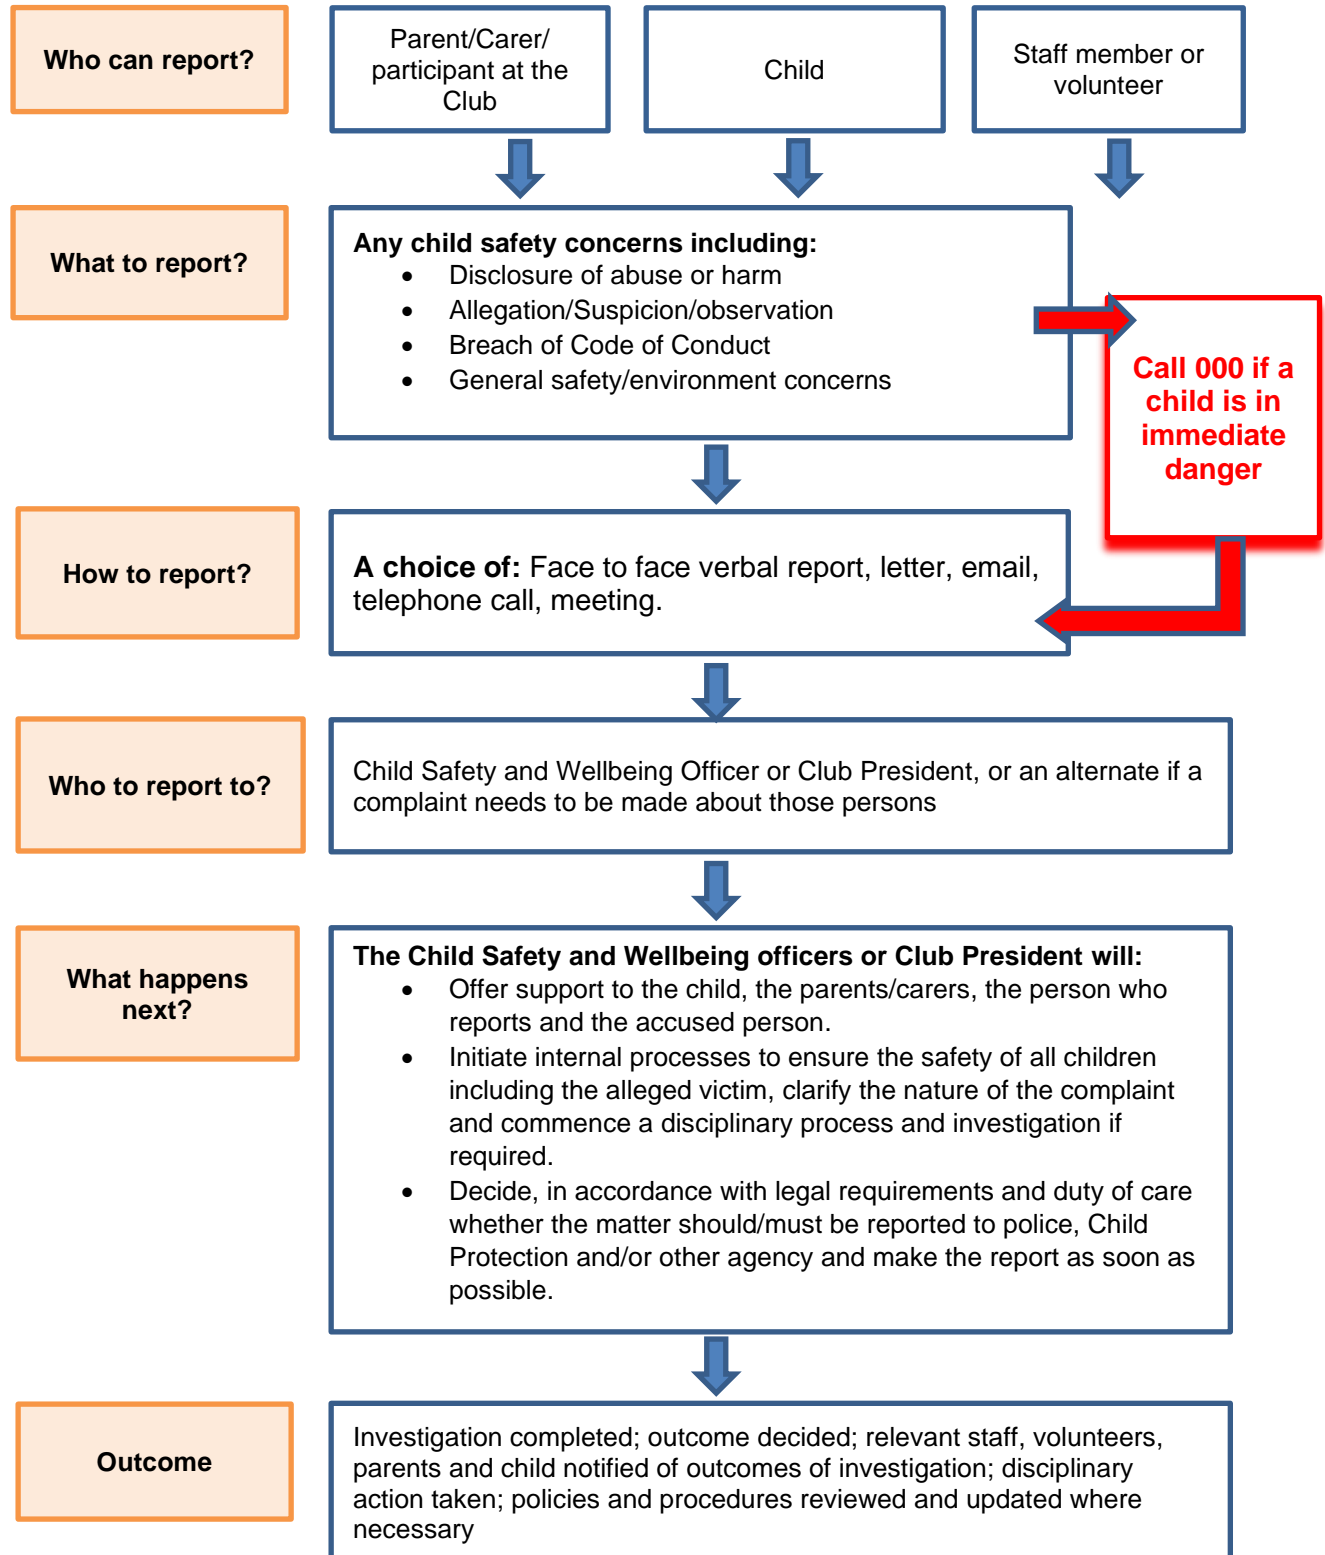 Who can report?
Parent/Carer/
participant at the
Club
Child
Staff member or
volunteer
What to report?
Any child safety concerns including:
• Disclosure of abuse or harm
• Allegation/Suspicion/observation
• Breach of Code of Conduct
• General safety/environment concerns
Call 000 if a
child is in
immediate
danger
How to report?
A choice of: Face to face verbal report, letter, email,
telephone call, meeting.
Who to report to?
Child Safety and Wellbeing Officer or Club President, or an alternate if a
complaint needs to be made about those persons
What happens
next?
The Child Safety and Wellbeing officers or Club President will:
• Offer support to the child, the parents/carers, the person who
reports and the accused person.
• Initiate internal processes to ensure the safety of all children
including the alleged victim, clarify the nature of the complaint
and commence a disciplinary process and investigation if
required.
• Decide, in accordance with legal requirements and duty of care
whether the matter should/must be reported to police, Child
Protection and/or other agency and make the report as soon as
possible.
Outcome
Investigation completed; outcome decided; relevant staff, volunteers,
parents and child notified of outcomes of investigation; disciplinary
action taken; policies and procedures reviewed and updated where
necessary